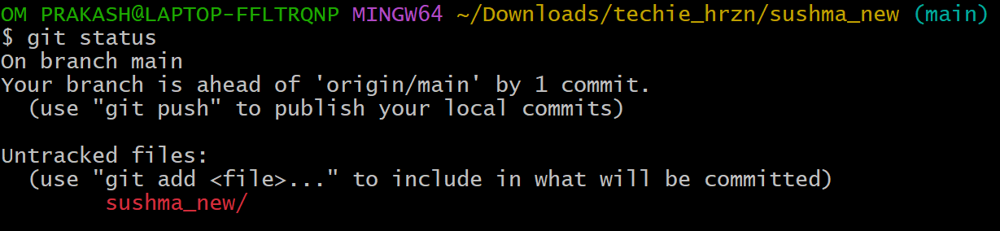 OM PRAKASH@LAPTOP-FFLTRQNP MINGW64 ~/Downloads/techie_hrzn/sushma_new (main)
$ git status
On branch main
Your branch is ahead of 'origin/main' by 1 commit.
  (use "git push" to publish your local commits)

Untracked files:
  (use "git add <file>..." to include in what will be committed)
        sushma_new/